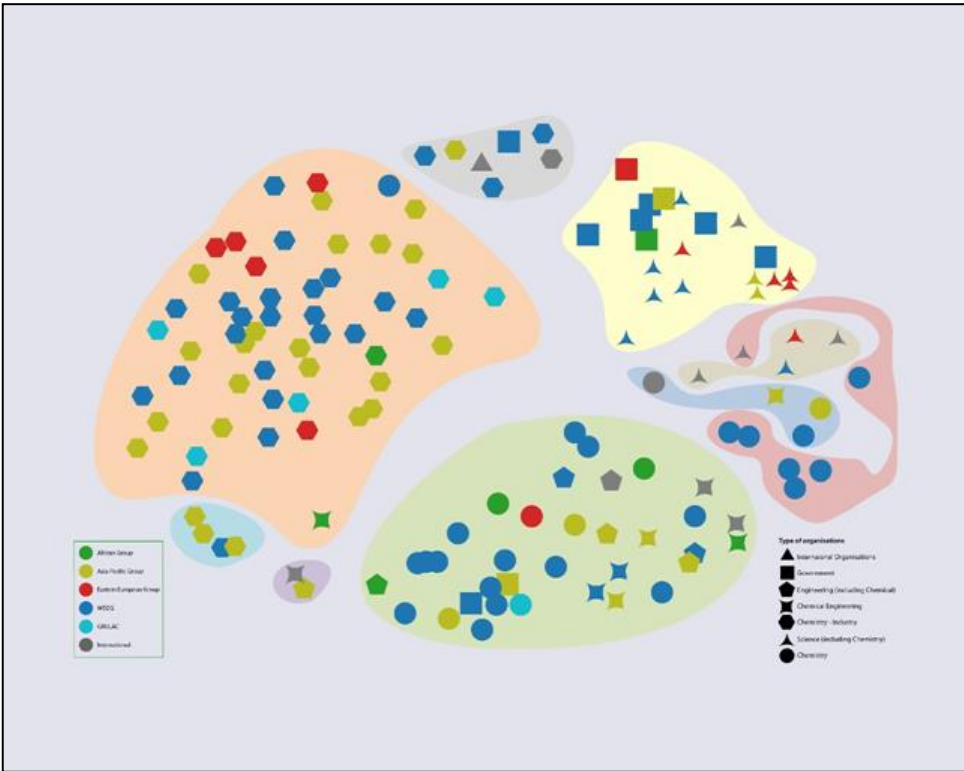 African Group
Asia-Pacific Group
Eastern European Group
WEOG
GRULAC
International
Type of organisations
International Organisations
Government
Engineering (including Chemical)
Chemical Engineering
Chemistry - Industry
Science (including Chemistry)
Chemistry